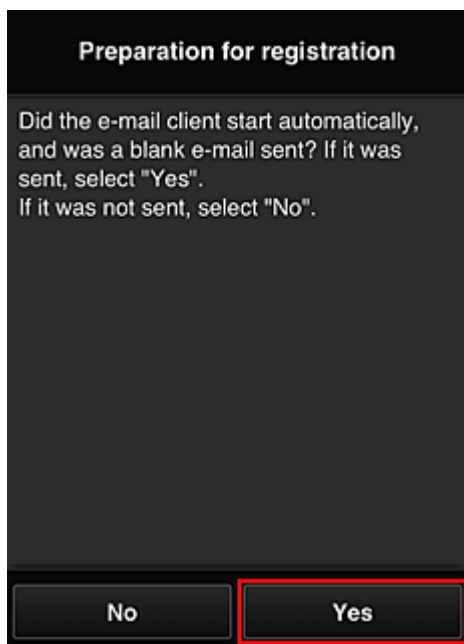 Preparation for registration
Did the e-mail client start automatically,
and was a blank e-mail sent? If it was
sent, select "Yes".
If it was not sent, select "No".
No
Yes